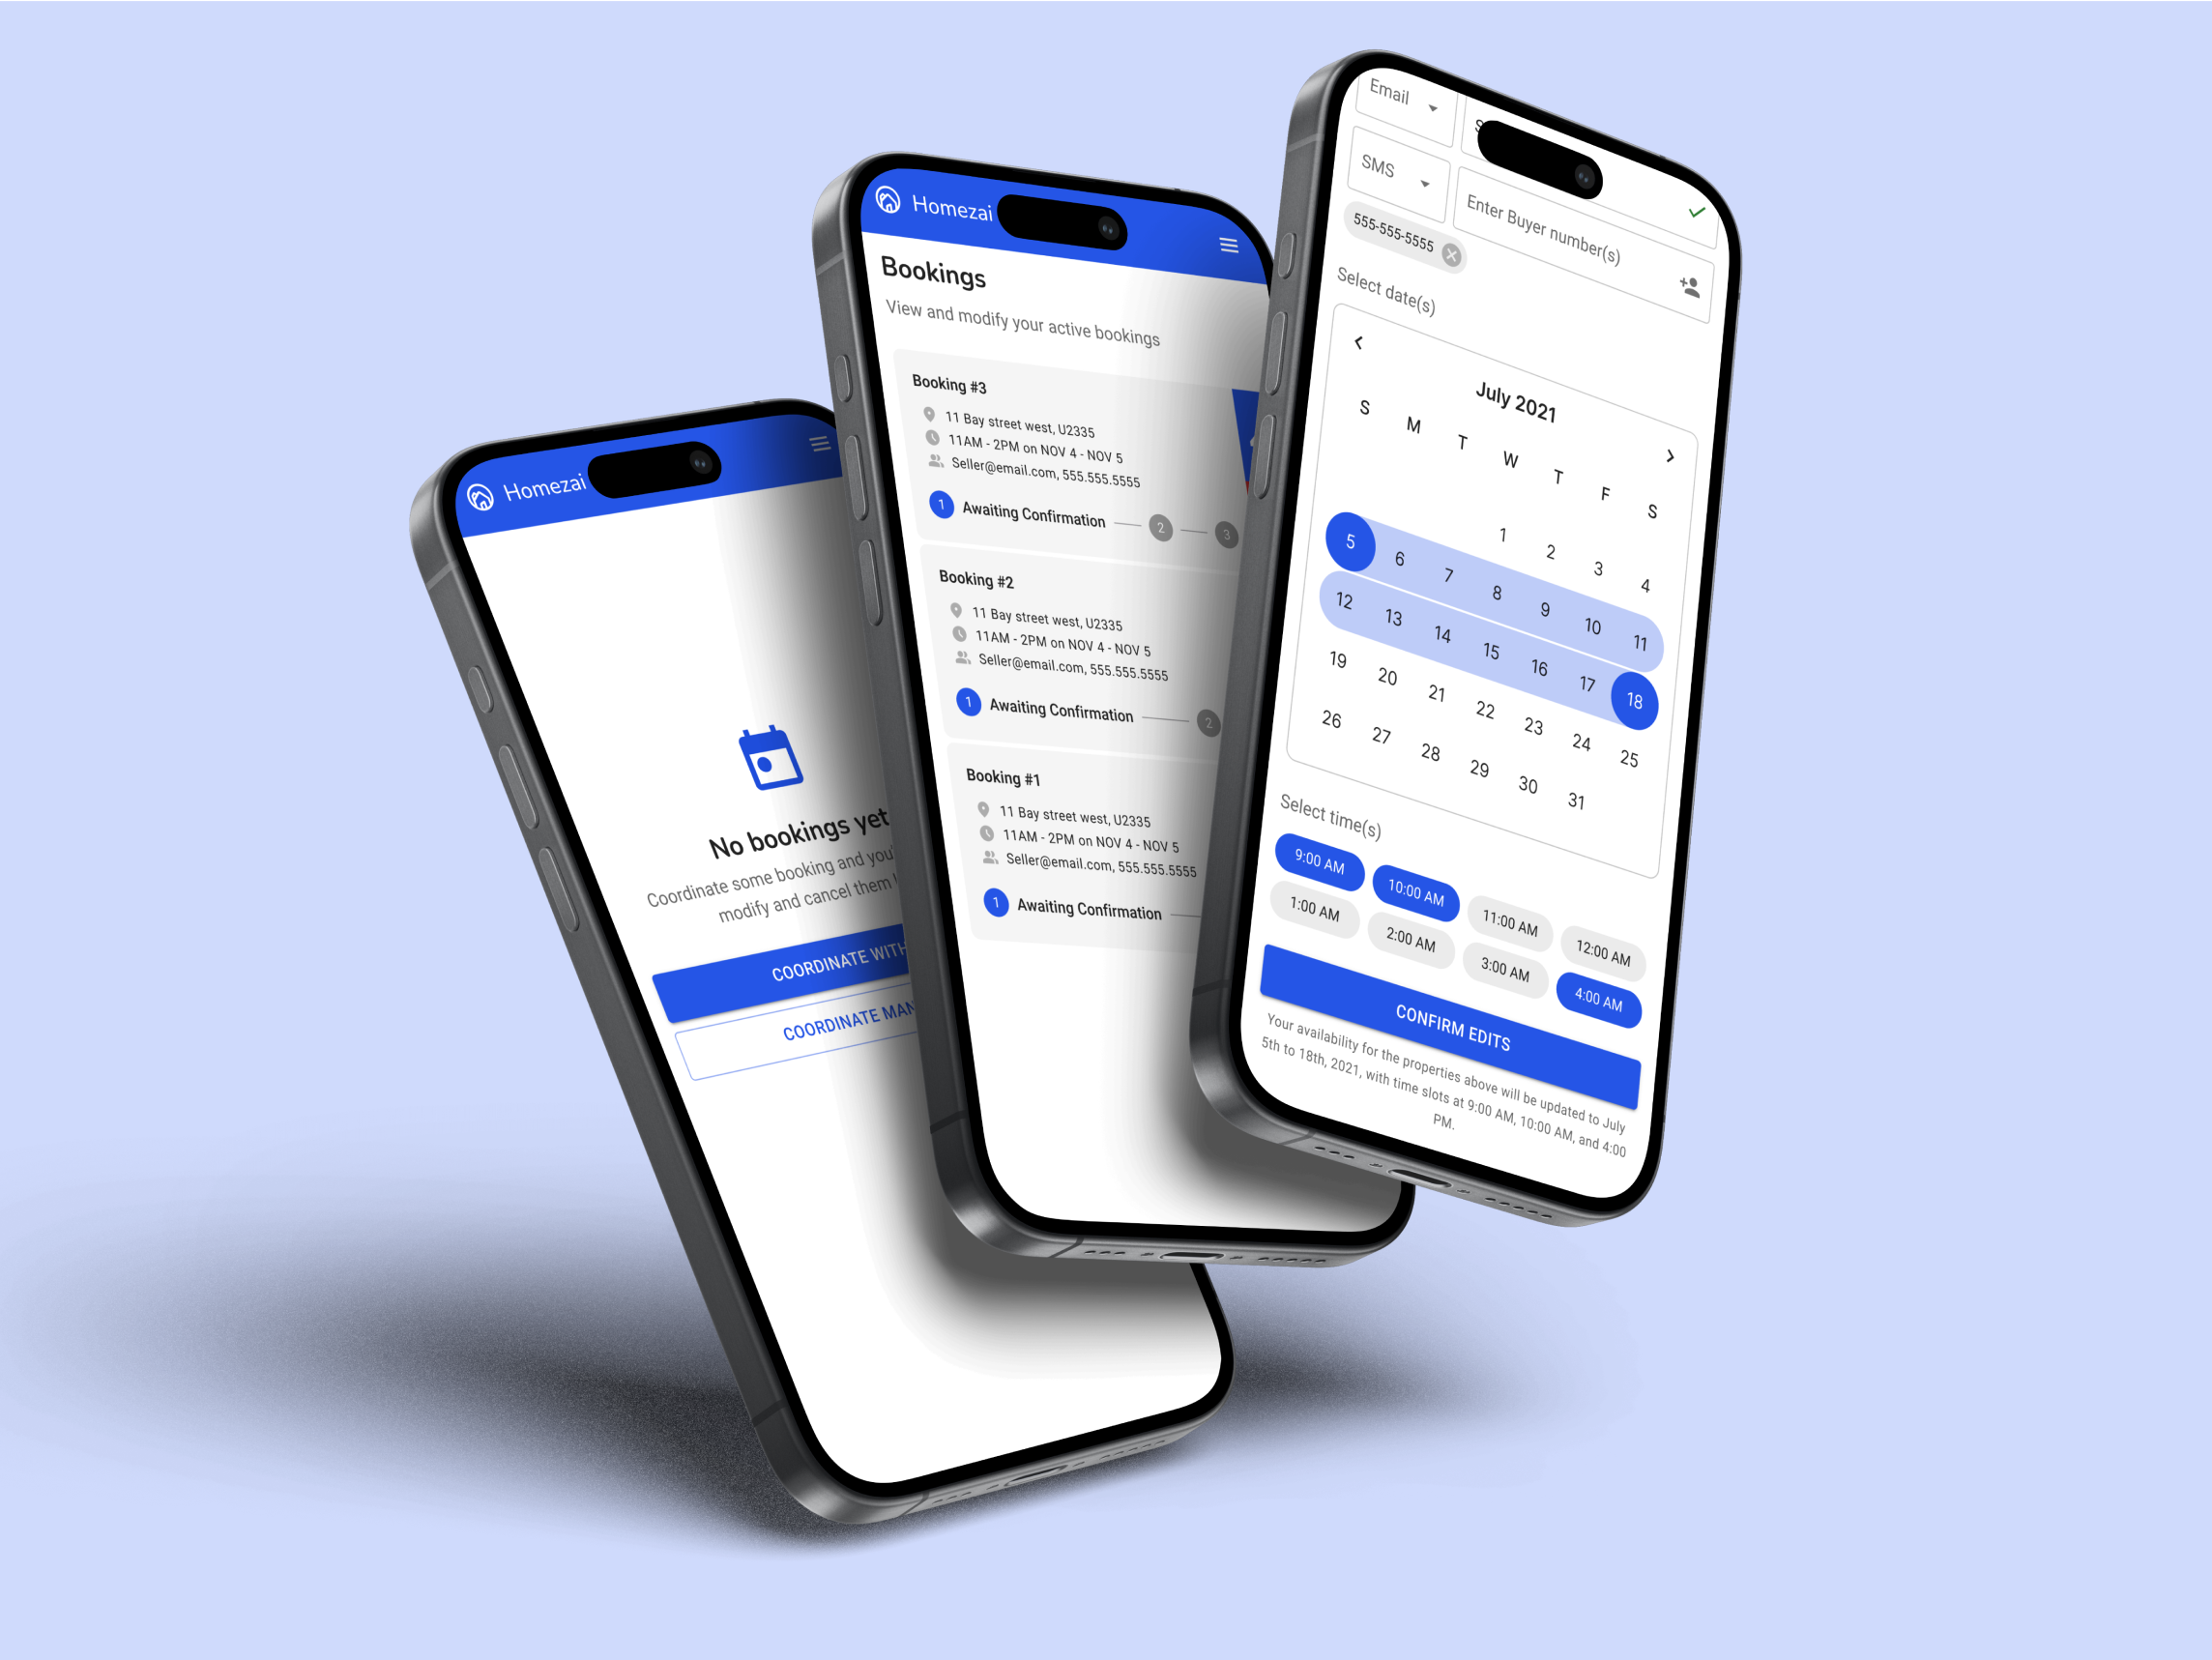 Homezai
No bookings yet
Coordinate some booking and you'
modify and cancel them
COORDINATE WITH
COORDINATE MAN
Homezai
Bookings
View and modify your active bookings
Booking #3
11 Bay street west, U2335
11AM - 2PM on NOV 4 - NOV 5
Seller@email.com, 555.555.5555
1 Awaiting Confirmation 2 3
Booking #2
11 Bay street west, U2335
11AM - 2PM on NOV 4 - NOV 5
Seller@email.com, 555.555.5555
1 Awaiting Confirmation 2
Booking #1
11 Bay street west, U2335
11AM - 2PM on NOV 4 - NOV 5
Seller@email.com, 555.555.5555
1 Awaiting Confirmation
Email
SMS Enter Buyer number(s)
555-555-5555
Select date(s)
July 2021
S M T W T F S
1 2 3 4
5 6 7 8 9 10 11
12 13 14 15 16 17 18
19 20 21 22 23 24 25
26 27 28 29 30 31
Select time(s)
9:00 AM 10:00 AM 11:00 AM 12:00 AM
1:00 AM 2:00 AM 3:00 AM 4:00 AM
CONFIRM EDITS
Your availability for the properties above will be updated to July
5th to 18th, 2021, with time slots at 9:00 AM, 10:00 AM, and 4:00
PM.